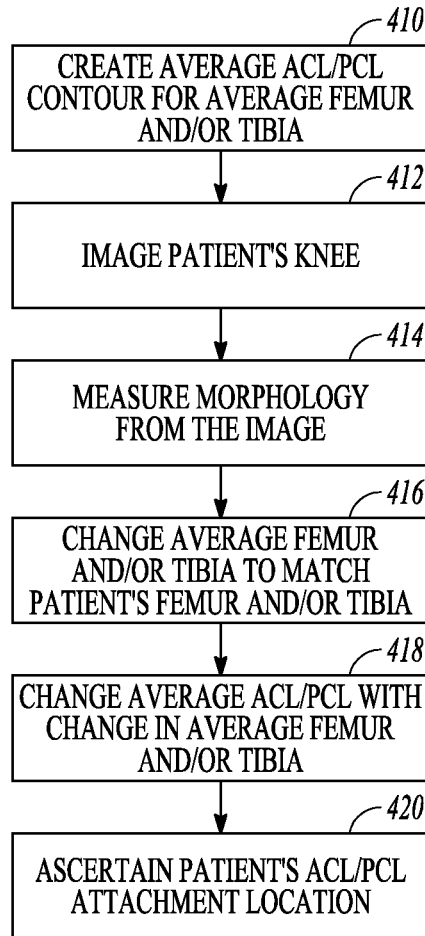 410
CREATE AVERAGE ACL/PCL
CONTOUR FOR AVERAGE FEMUR
AND/OR TIBIA
412
IMAGE PATIENT'S KNEE
414
MEASURE MORPHOLOGY
FROM THE IMAGE
416
CHANGE AVERAGE FEMUR
AND/OR TIBIA TO MATCH
PATIENT'S FEMUR AND/OR TIBIA
418
CHANGE AVERAGE ACL/PCL WITH
CHANGE IN AVERAGE FEMUR
AND/OR TIBIA
420
ASCERTAIN PATIENT'S ACL/PCL
ATTACHMENT LOCATION